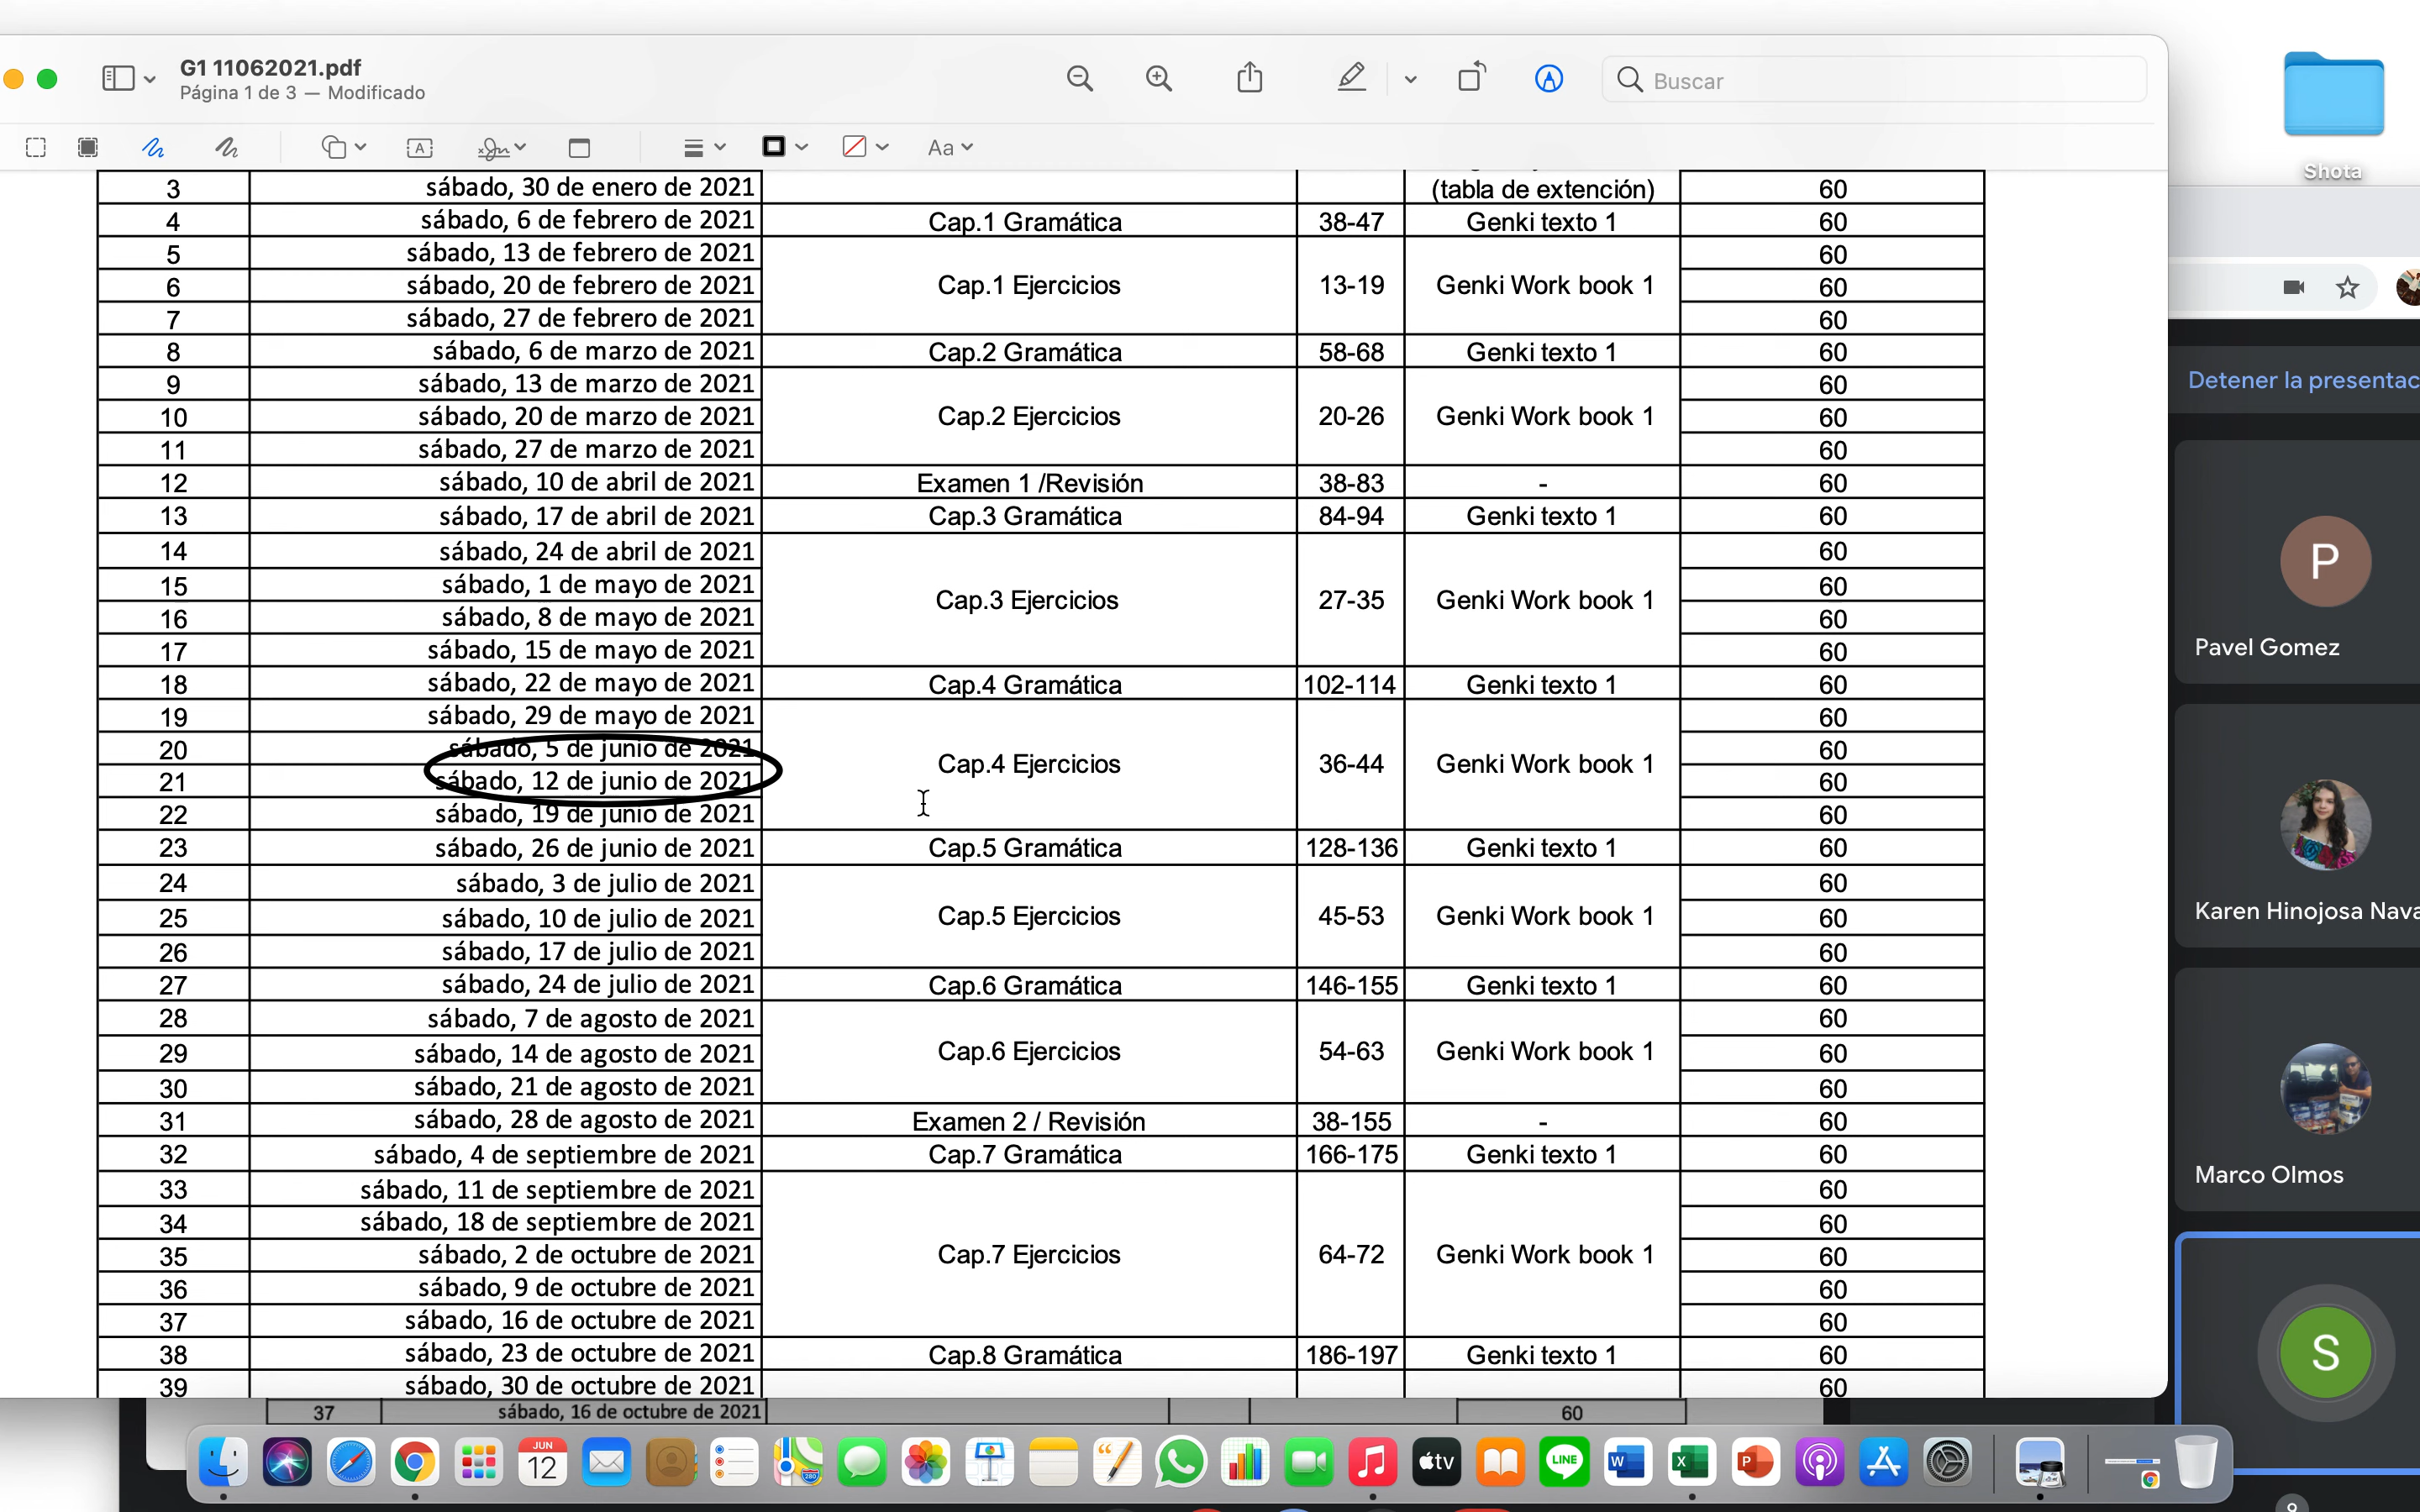 G1 11062021.pdf
Página 1 de 3 — Modificado
Buscar
A
Aa
Shota
3 sábado, 30 de enero de 2021 (tabla de extención) 60
4 sábado, 6 de febrero de 2021 Cap.1 Gramática 38-47 Genki texto 1 60
5 sábado, 13 de febrero de 2021 60
6 sábado, 20 de febrero de 2021 Cap.1 Ejercicios 13-19 Genki Work book 1 60
7 sábado, 27 de febrero de 2021 60
8 sábado, 6 de marzo de 2021 Cap.2 Gramática 58-68 Genki texto 1 60
9 sábado, 13 de marzo de 2021 60
10 sábado, 20 de marzo de 2021 Cap.2 Ejercicios 20-26 Genki Work book 1 60
11 sábado, 27 de marzo de 2021 60
12 sábado, 10 de abril de 2021 Examen 1 /Revisión 38-83 - 60
13 sábado, 17 de abril de 2021 Cap.3 Gramática 84-94 Genki texto 1 60
14 sábado, 24 de abril de 2021 60
15 sábado, 1 de mayo de 2021 Cap.3 Ejercicios 27-35 Genki Work book 1 60
16 sábado, 8 de mayo de 2021 60
17 sábado, 15 de mayo de 2021 60
18 sábado, 22 de mayo de 2021 Cap.4 Gramática 102-114 Genki texto 1 60
19 sábado, 29 de mayo de 2021 60
20 sábado, 5 de junio de 2021 Cap.4 Ejercicios 36-44 Genki Work book 1 60
21 sábado, 12 de junio de 2021 60
22 sábado, 19 de junio de 2021 60
23 sábado, 26 de junio de 2021 Cap.5 Gramática 128-136 Genki texto 1 60
24 sábado, 3 de julio de 2021 60
25 sábado, 10 de julio de 2021 Cap.5 Ejercicios 45-53 Genki Work book 1 60
26 sábado, 17 de julio de 2021 60
27 sábado, 24 de julio de 2021 Cap.6 Gramática 146-155 Genki texto 1 60
28 sábado, 7 de agosto de 2021 60
29 sábado, 14 de agosto de 2021 Cap.6 Ejercicios 54-63 Genki Work book 1 60
30 sábado, 21 de agosto de 2021 60
31 sábado, 28 de agosto de 2021 Examen 2 / Revisión 38-155 - 60
32 sábado, 4 de septiembre de 2021 Cap.7 Gramática 166-175 Genki texto 1 60
33 sábado, 11 de septiembre de 2021 60
34 sábado, 18 de septiembre de 2021 60
35 sábado, 2 de octubre de 2021 Cap.7 Ejercicios 64-72 Genki Work book 1 60
36 sábado, 9 de octubre de 2021 60
37 sábado, 16 de octubre de 2021 60
38 sábado, 23 de octubre de 2021 Cap.8 Gramática 186-197 Genki texto 1 60
39 sábado, 30 de octubre de 2021 60
37 sábado, 16 de octubre de 2021 60
Detener la presentac
P
Pavel Gomez
Karen Hinojosa Nava
Marco Olmos
S
JUN
12
280
tv
LINE
W
X
P